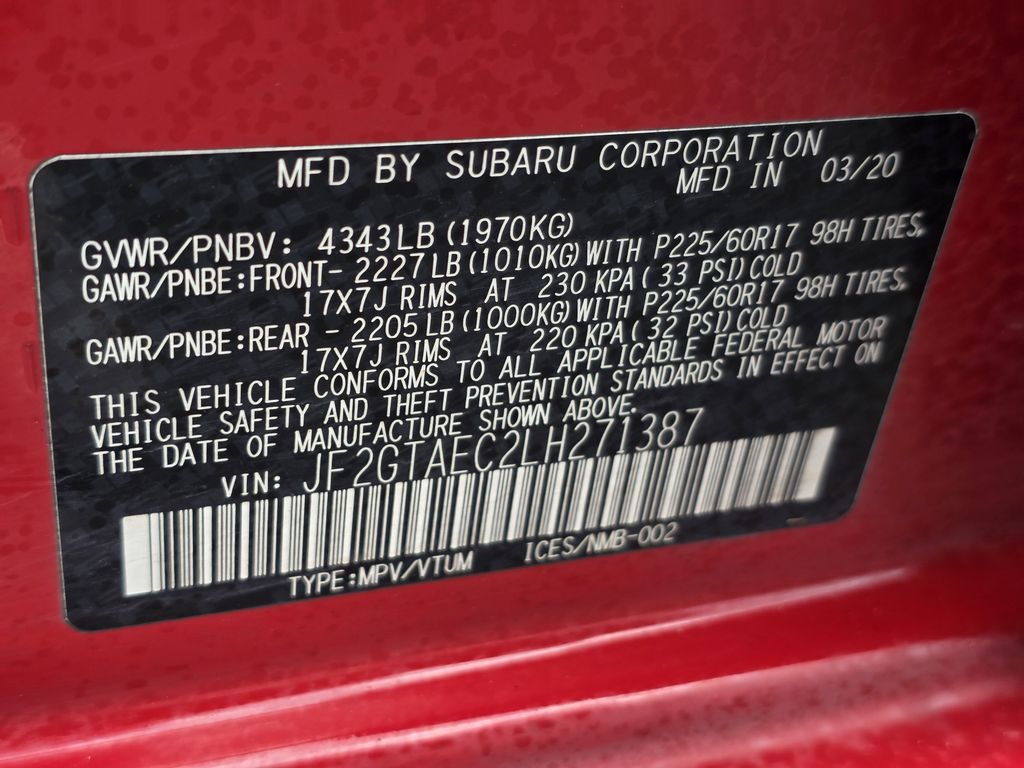 MFD BY SUBARU CORPORATION
MFD IN 03/20
GVWR/PNBV: 4343LB (1970KG)
GAWR/PNBE:FRONT- 2227LB(1010KG)WITH P225/60R17 98H TIRES,
17X7J RIMS AT 230 KPA( 33 PSI)COLD
GAWR/PNBE:REAR - 2205LB(1000KG)WITH P225/60R17 98H TIRES,
17X7J RIMS AT 220 KPA( 32 PSI)COLD
THIS VEHICLE CONFORMS TO ALL APPLICABLE FEDERAL MOTOR
VEHICLE SAFETY AND THEFT PREVENTION STANDARDS IN EFFECT ON
THE DATE OF MANUFACTURE SHOWN ABOVE.
VIN: JF2GTAEC2LH271387
TYPE:MPV/VTUM ICES/NMB-002